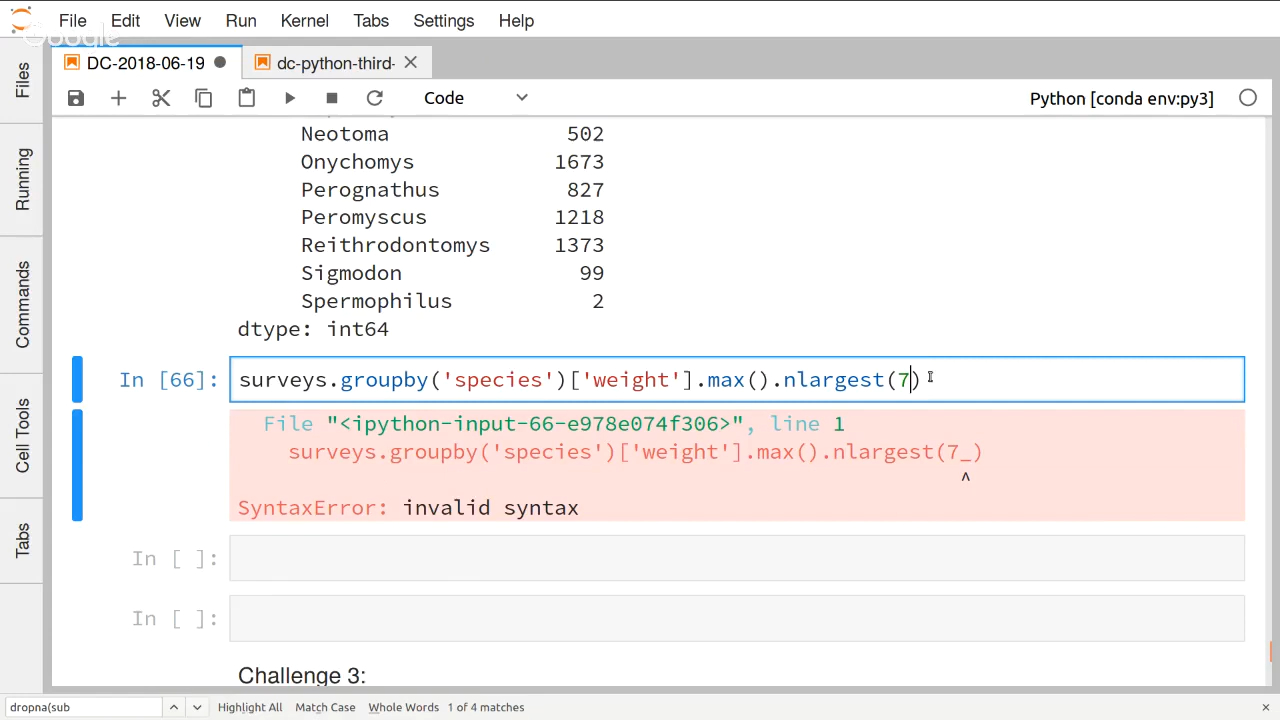 File Edit View Run Kernel Tabs Settings Help
Google
DC-2018-06-19 dc-python-third-
Code Python [conda env:py3]
Files
Running
Commands
Cell Tools
Tabs
Neotoma 502
Onychomys 1673
Perognathus 827
Peromyscus 1218
Reithrodontomys 1373
Sigmodon 99
Spermophilus 2
dtype: int64
In [66]: surveys.groupby('species')['weight'].max().nlargest(7)
File "<ipython-input-66-e978e074f306>", line 1
surveys.groupby('species')['weight'].max().nlargest(7_)
^
SyntaxError: invalid syntax
In [ ]:
In [ ]:
Challenge 3:
dropna(sub Highlight All Match Case Whole Words 1 of 4 matches